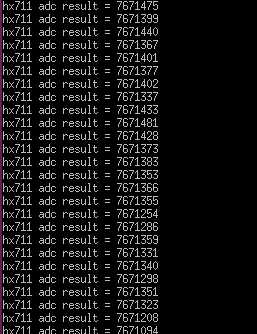 hx711 adc result = 7671475
hx711 adc result = 7671399
hx711 adc result = 7671440
hx711 adc result = 7671367
hx711 adc result = 7671401
hx711 adc result = 7671377
hx711 adc result = 7671402
hx711 adc result = 7671337
hx711 adc result = 7671433
hx711 adc result = 7671481
hx711 adc result = 7671428
hx711 adc result = 7671373
hx711 adc result = 7671383
hx711 adc result = 7671353
hx711 adc result = 7671366
hx711 adc result = 7671355
hx711 adc result = 7671254
hx711 adc result = 7671286
hx711 adc result = 7671359
hx711 adc result = 7671331
hx711 adc result = 7671340
hx711 adc result = 7671298
hx711 adc result = 7671351
hx711 adc result = 7671323
hx711 adc result = 7671208
hx711 adc result = 7671094